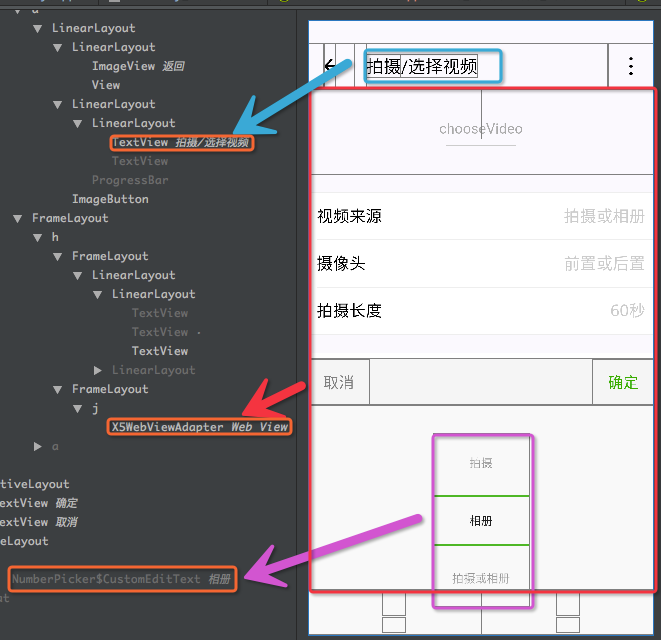 LinearLayout
LinearLayout
ImageView 返回
View
LinearLayout
LinearLayout
TextView 拍摄/选择视频
TextView
ProgressBar
ImageButton
FrameLayout
h
FrameLayout
LinearLayout
LinearLayout
TextView
TextView
TextView
LinearLayout
FrameLayout
j
X5WebViewAdapter Web View
a
tiveLayout
extView 确定
extView 取消
eLayout
NumberPicker$CustomEditText 相册
ut
拍摄/选择视频
chooseVideo
视频来源 拍摄或相册
摄像头 前置或后置
拍摄长度 60秒
取消 确定
拍摄
相册
拍摄或相册